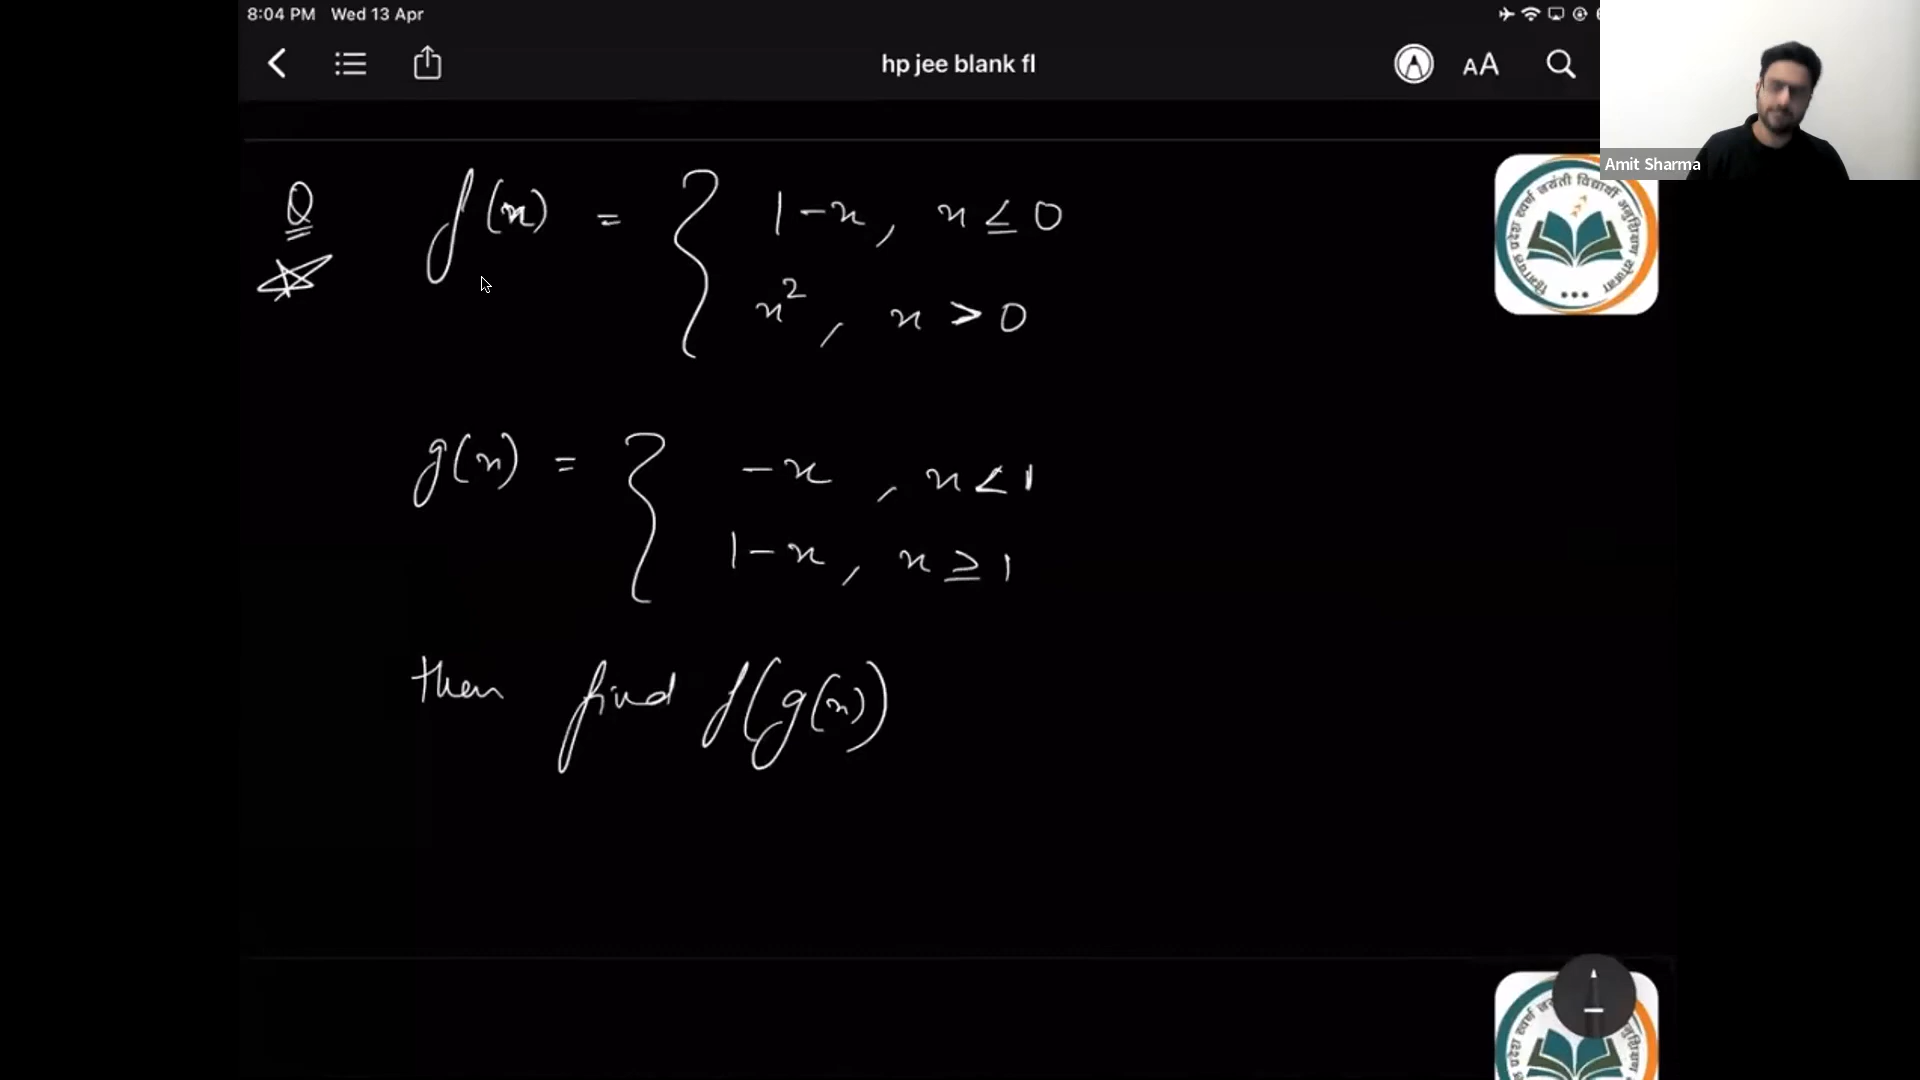 8:04 PM Wed 13 Apr
hp jee blank fl
AA
Amit Sharma
Q f(x) = { 1-x, x ≤ 0
x², x > 0
g(x) = { -x, x < 1
1-x, x ≥ 1
then find f(g(x))